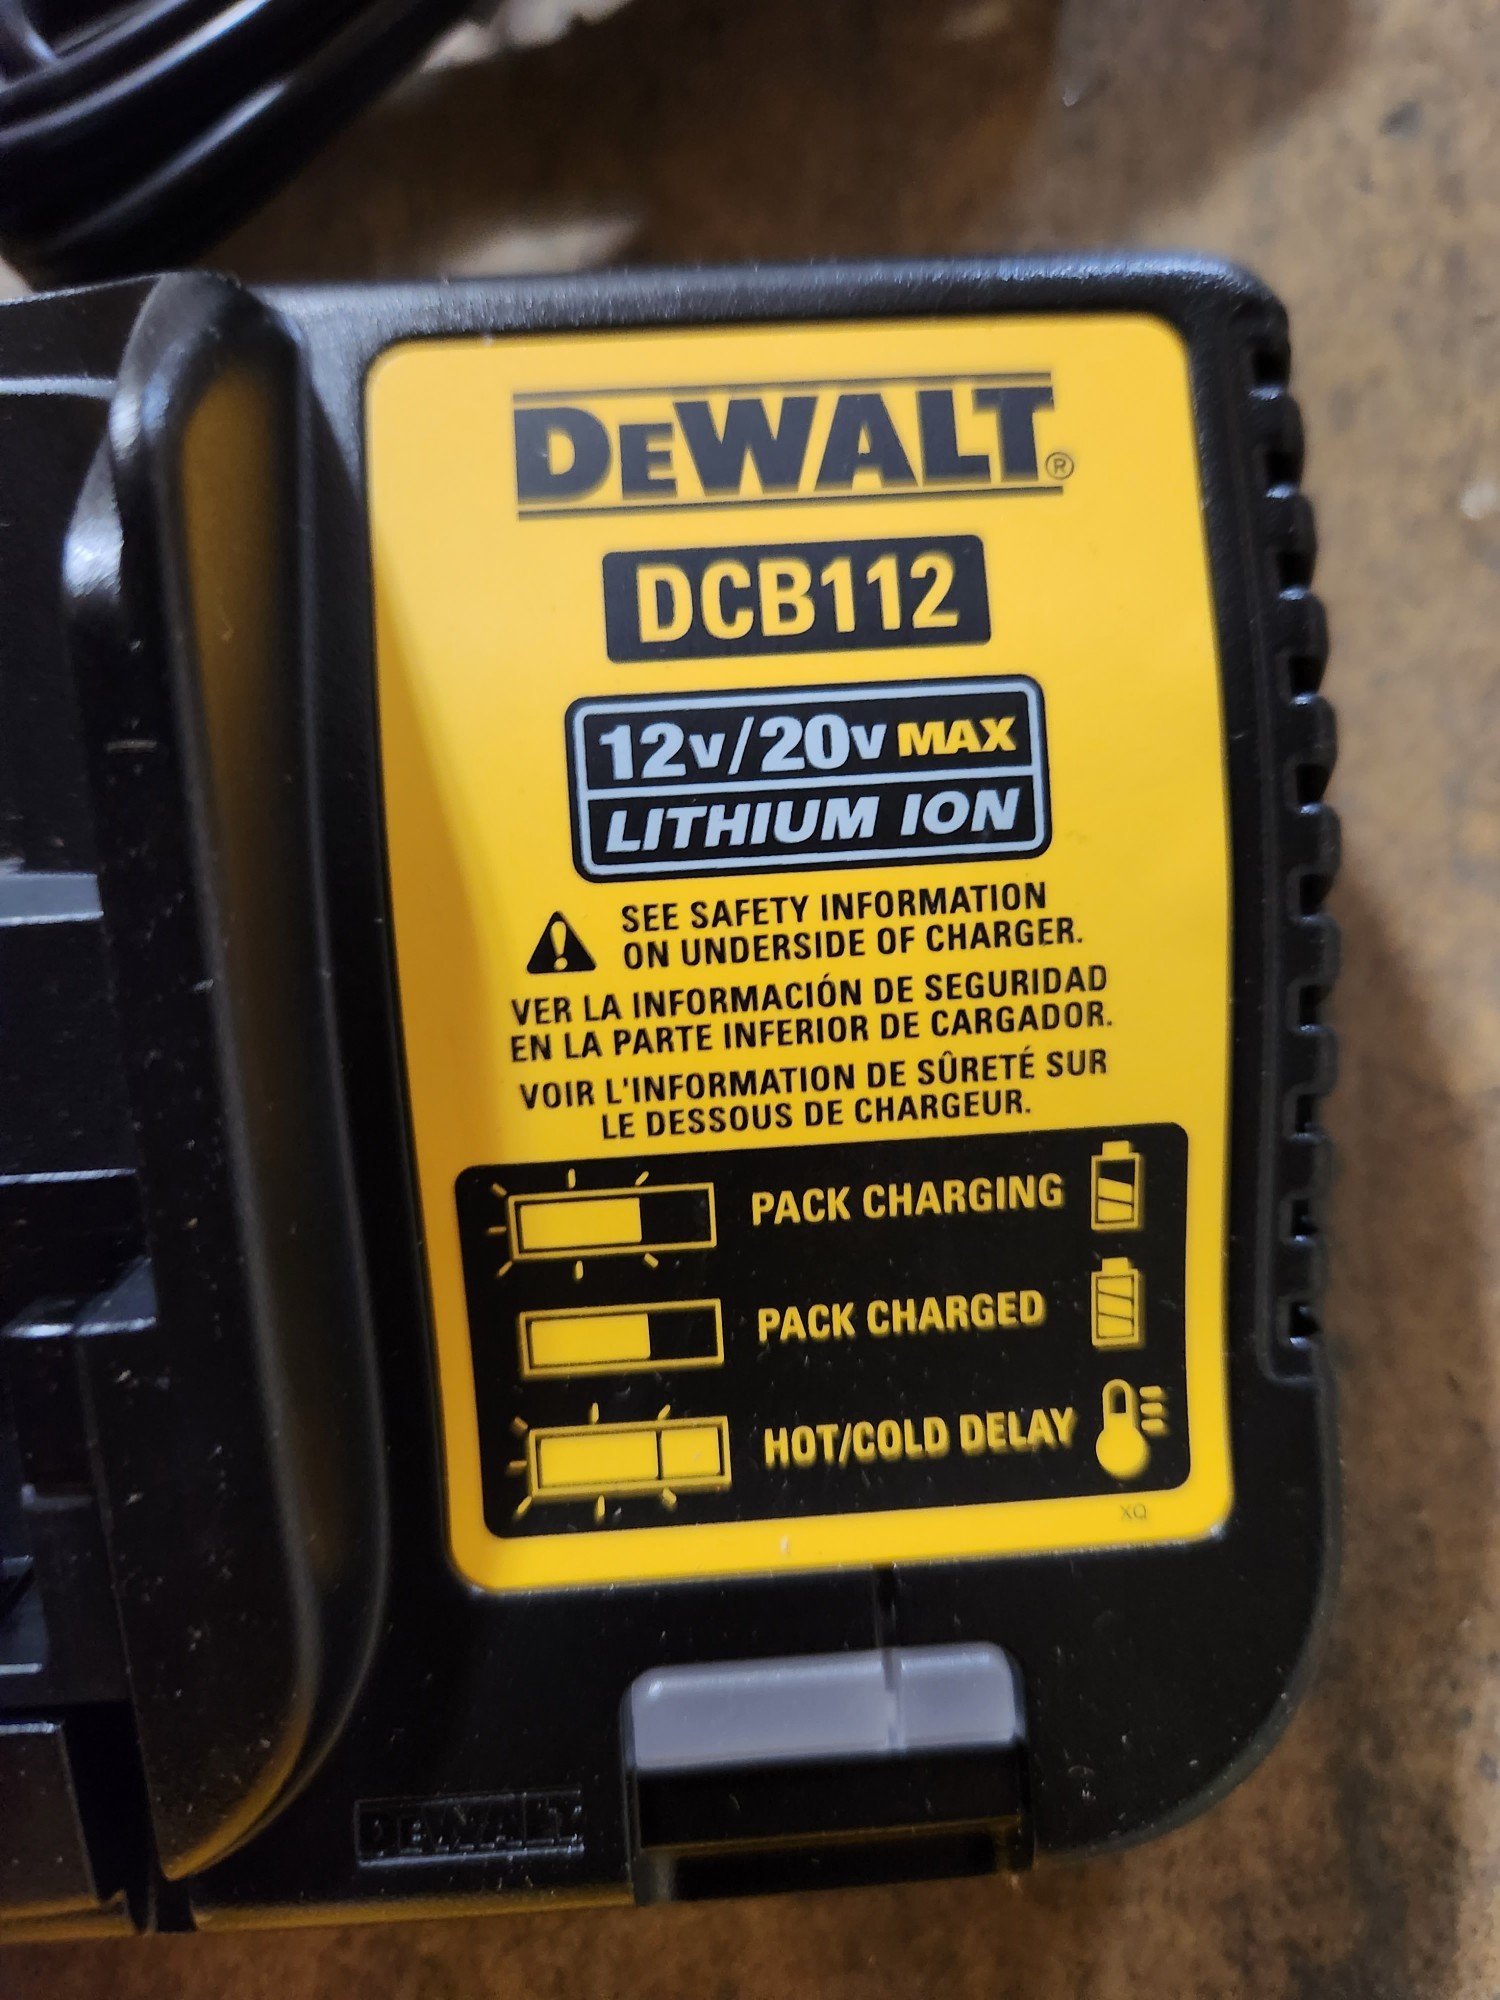 DEWALT®
DCB112
12V/20V MAX
LITHIUM ION
SEE SAFETY INFORMATION
ON UNDERSIDE OF CHARGER.
VER LA INFORMACIÓN DE SEGURIDAD
EN LA PARTE INFERIOR DE CARGADOR.
VOIR L'INFORMATION DE SÛRETÉ SUR
LE DESSOUS DE CHARGEUR.
PACK CHARGING
PACK CHARGED
HOT/COLD DELAY
XQ
DEWALT